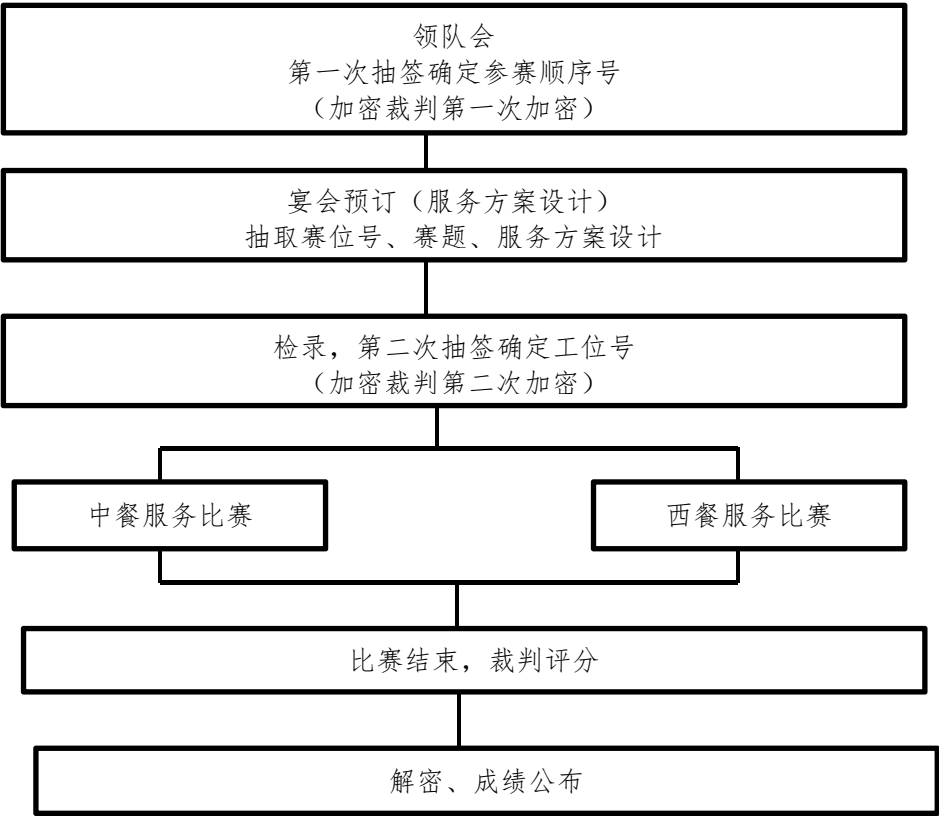 领队会
第一次抽签确定参赛顺序号
（加密裁判第一次加密）
宴会预订（服务方案设计）
抽取赛位号、赛题、服务方案设计
检录，第二次抽签确定工位号
（加密裁判第二次加密）
中餐服务比赛
西餐服务比赛
比赛结束，裁判评分
解密、成绩公布